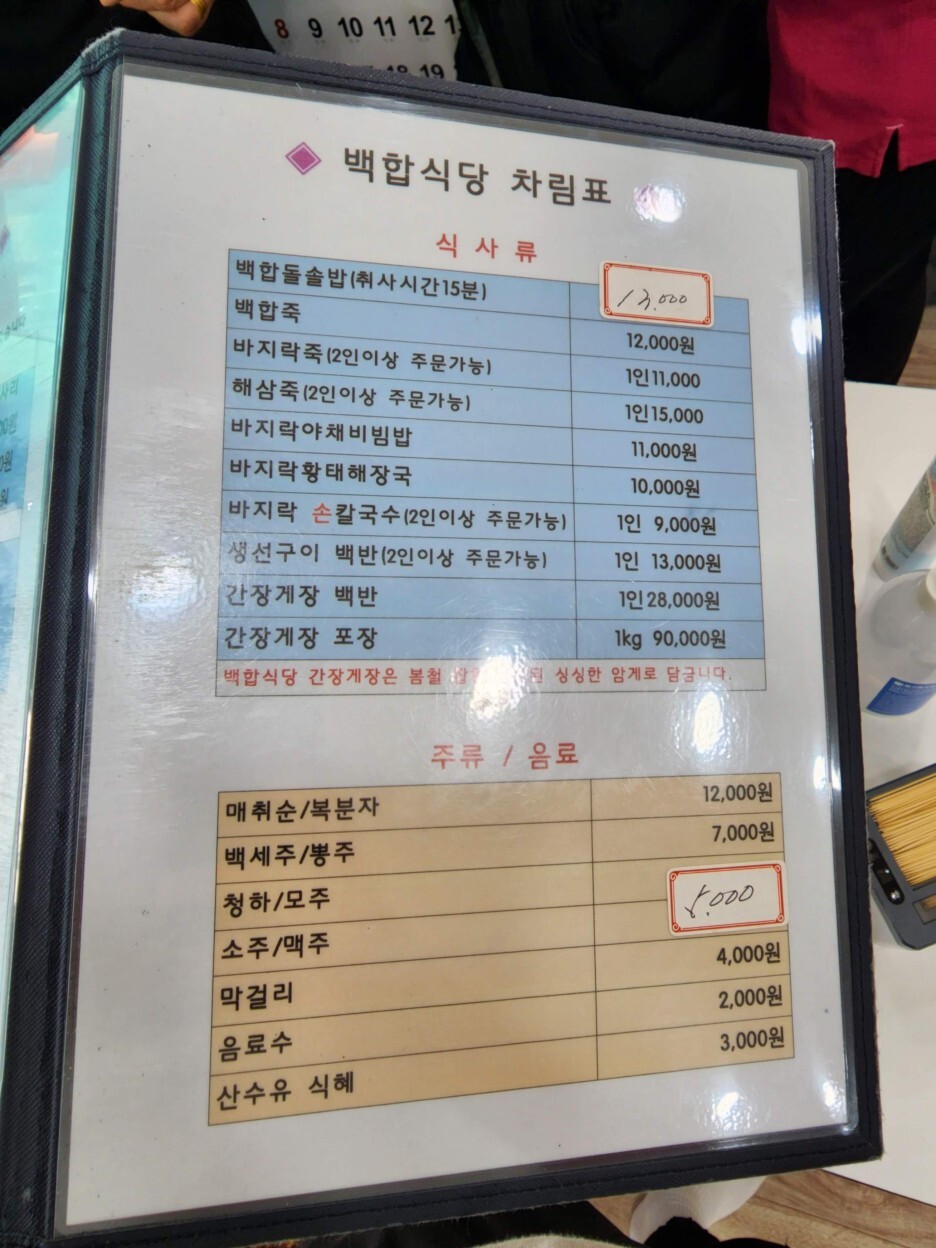 8 9 10 11 12
18 19
백합식당 차림표
식사류
백합돌솥밥(취사시간15분) 13,000
백합죽 12,000원
바지락죽(2인이상 주문가능) 1인11,000
해삼죽(2인이상 주문가능) 1인15,000
바지락야채비빔밥 11,000원
바지락황태해장국 10,000원
바지락 손칼국수(2인이상 주문가능) 1인 9,000원
생선구이 백반(2인이상 주문가능) 1인 13,000원
간장게장 백반 1인28,000원
간장게장 포장 1kg 90,000원
백합식당 간장게장은 봄철 싱싱한 암게로 담급니다.
주류 / 음료
매취순/복분자 12,000원
백세주/뽕주 7,000원
청하/모주 5,000
소주/맥주
막걸리 4,000원
음료수 2,000원
산수유 식혜 3,000원